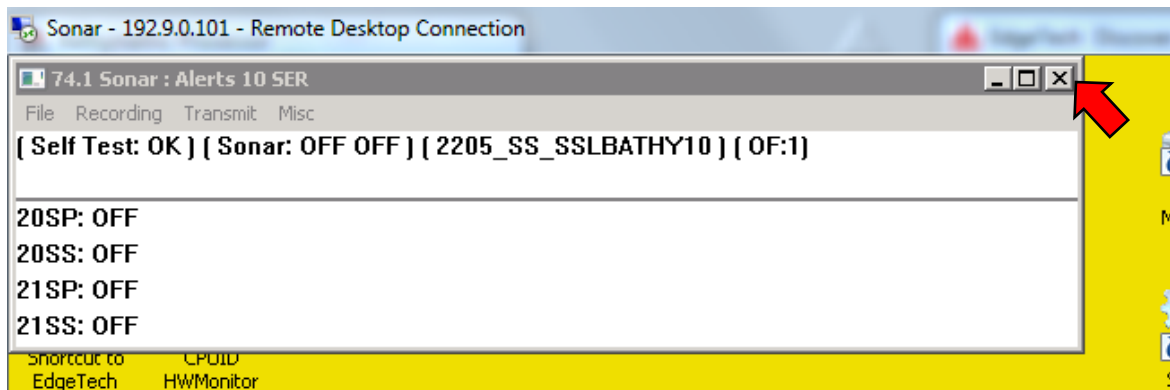 Sonar - 192.9.0.101 - Remote Desktop Connection
74.1 Sonar : Alerts 10 SER
File Recording Transmit Misc
( Self Test: OK ) ( Sonar: OFF OFF ) ( 2205_SS_SSLBATHY10 ) ( OF:1)
20SP: OFF
20SS: OFF
21SP: OFF
21SS: OFF
Shortcut to CPUID
EdgeTech HWMonitor